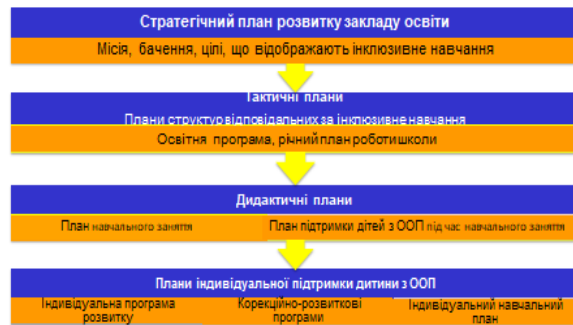 Стратегічний план розвитку закладу освіти
Місія, бачення, цілі, що відображають інклюзивне навчання
Тактичні плани
Плани структур відповідальних за інклюзивне навчання
Освітня програма, річний план роботи школи
Дидактичні плани
План навчального заняття
План підтримки дітей з ООП під час навчального заняття
Плани індивідуальної підтримки дитини з ООП
Індивідуальна програма
розвитку
Корекційно-розвиткові
програми
Індивідуальний навчальний
план